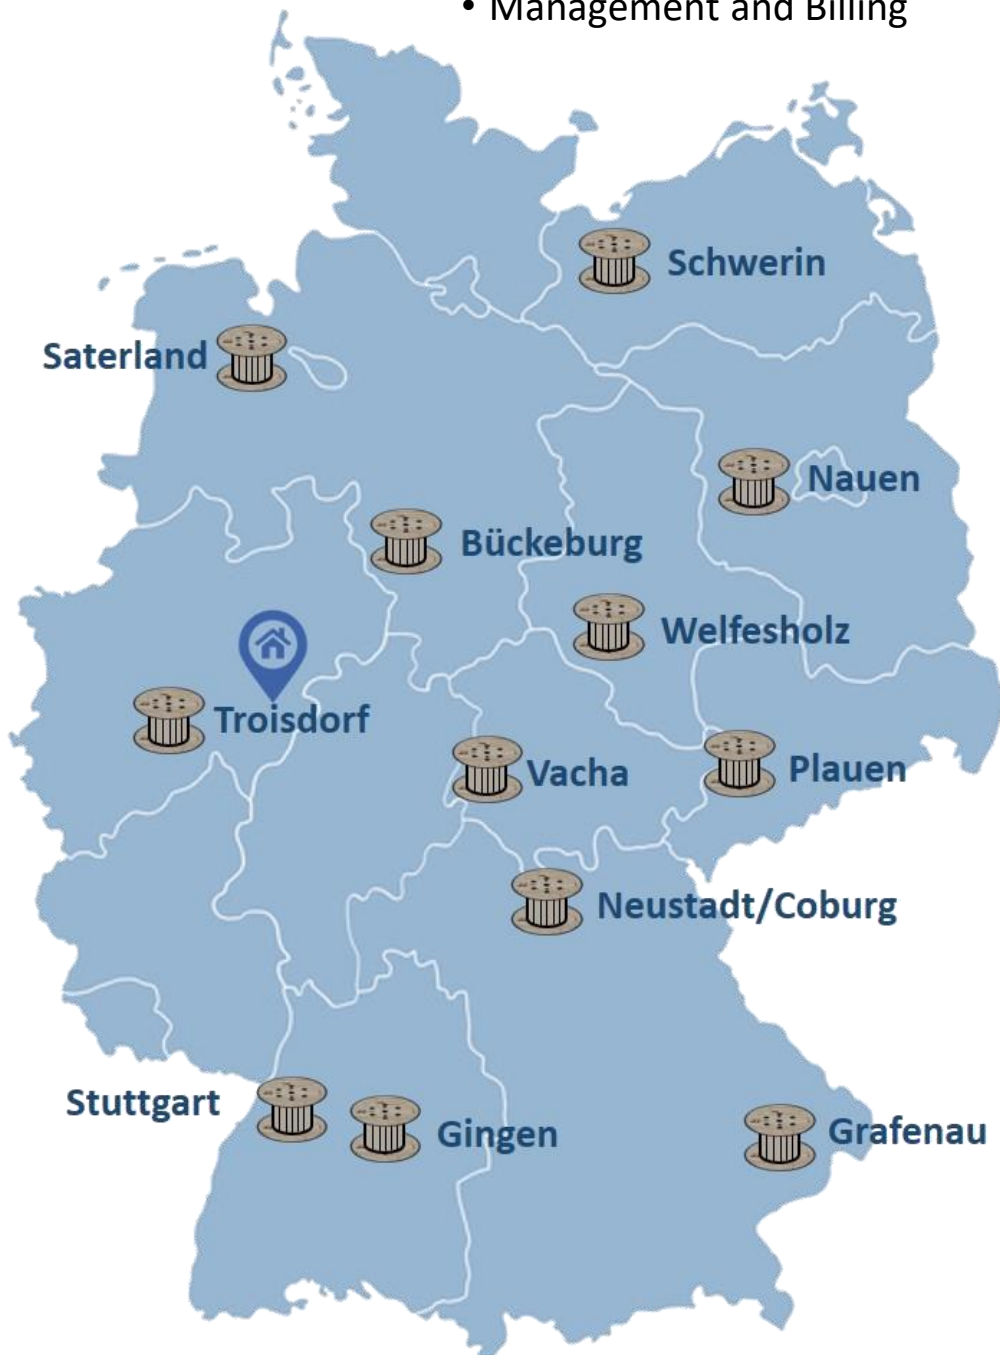 • Management and Billing
Schwerin
Saterland
Nauen
Bückeburg
Welfesholz
Troisdorf
Vacha
Plauen
Neustadt/Coburg
Stuttgart
Gingen
Grafenau